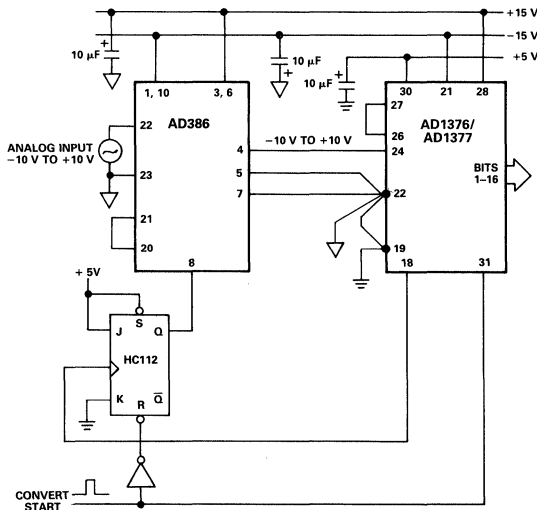 +15 V
−15V
+5 V
10 µF
+
10 µF
+
10 µF
+
1, 10
3, 6
30
21
28
AD386
AD1376/
AD1377
27
26
22
ANALOG INPUT
−10 V TO +10 V
23
4
−10 V TO +10 V
24
5
7
22
BITS
1–16
21
20
19
8
18
31
+ 5V
S
J
Q
HC112
K
Q
R
CONVERT
START